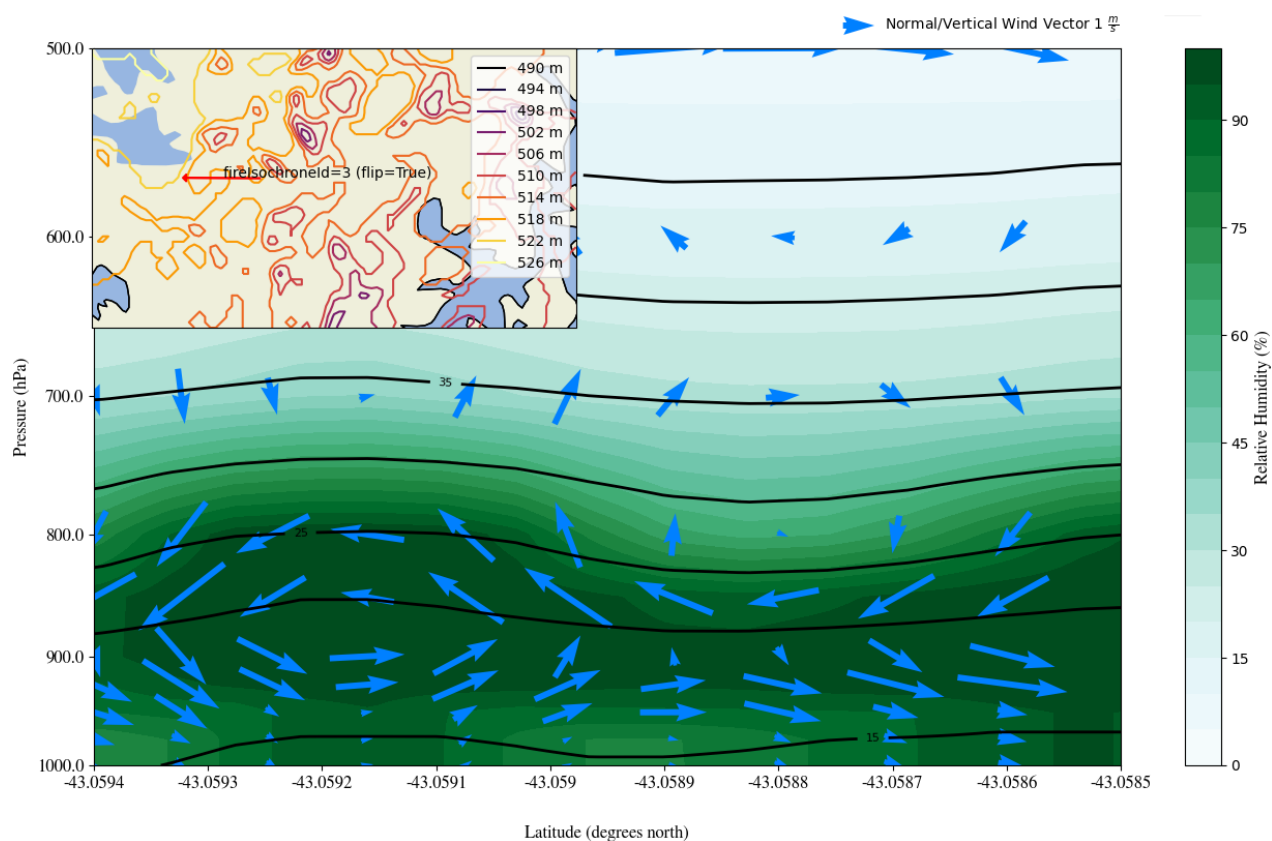 Normal/Vertical Wind Vector 1 m/s
500.0
600.0
700.0
800.0
900.0
1000.0
Pressure (hPa)
490 m
494 m
498 m
502 m
506 m
510 m
514 m
518 m
522 m
526 m
fireIsochroneId=3 (flip=True)
35
25
15
-43.0594
-43.0593
-43.0592
-43.0591
-43.059
-43.0589
-43.0588
-43.0587
-43.0586
-43.0585
Latitude (degrees north)
90
75
60
45
30
15
0
Relative Humidity (%)